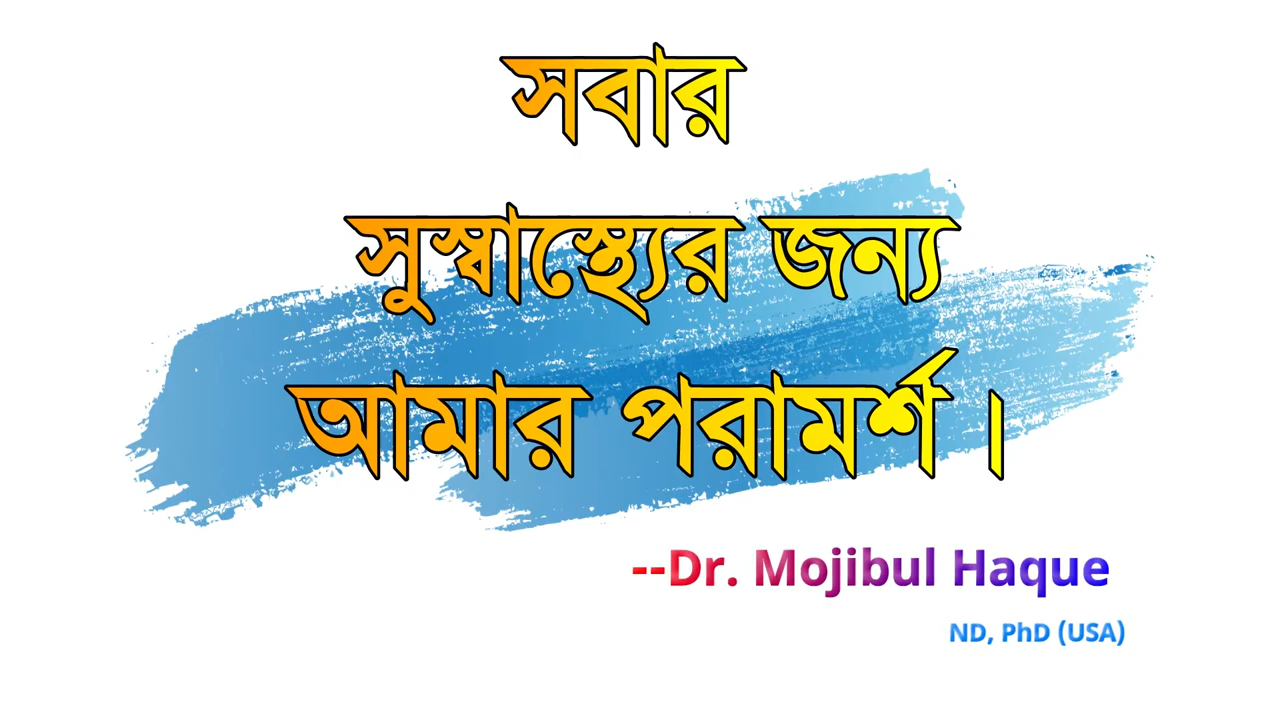 সবার
সুস্বাস্থ্যের জন্য
আমার পরামর্শ।
--Dr. Mojibul Haque
ND, PhD (USA)